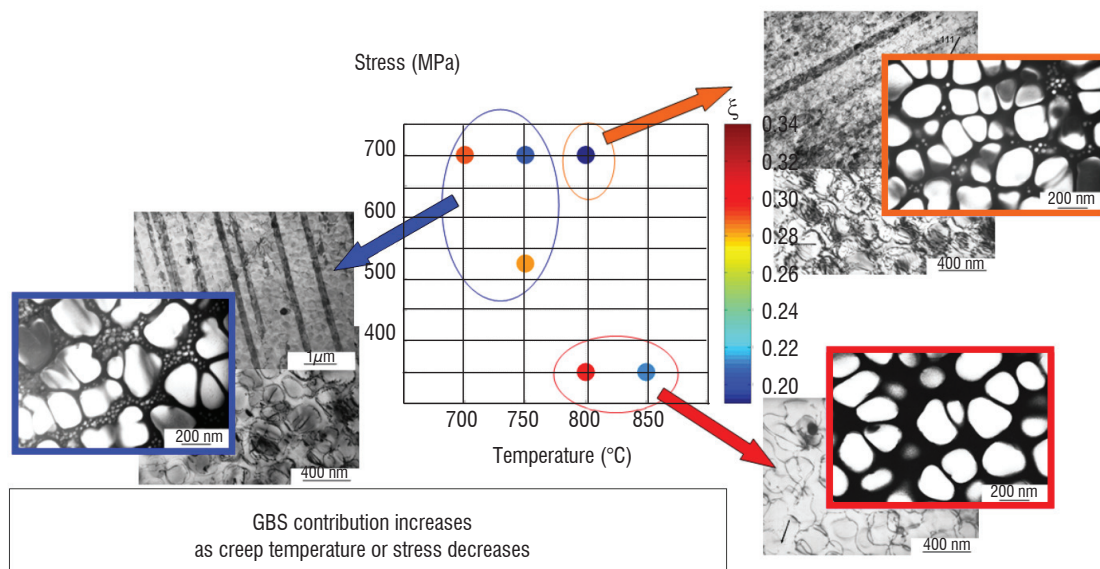 Stress (MPa)
ξ
700
600
500
400
700
750
800
850
Temperature (°C)
0.34
0.32
0.30
0.28
0.26
0.24
0.22
0.20
111
200 nm
400 nm
1µm
200 nm
400 nm
200 nm
400 nm
GBS contribution increases
as creep temperature or stress decreases